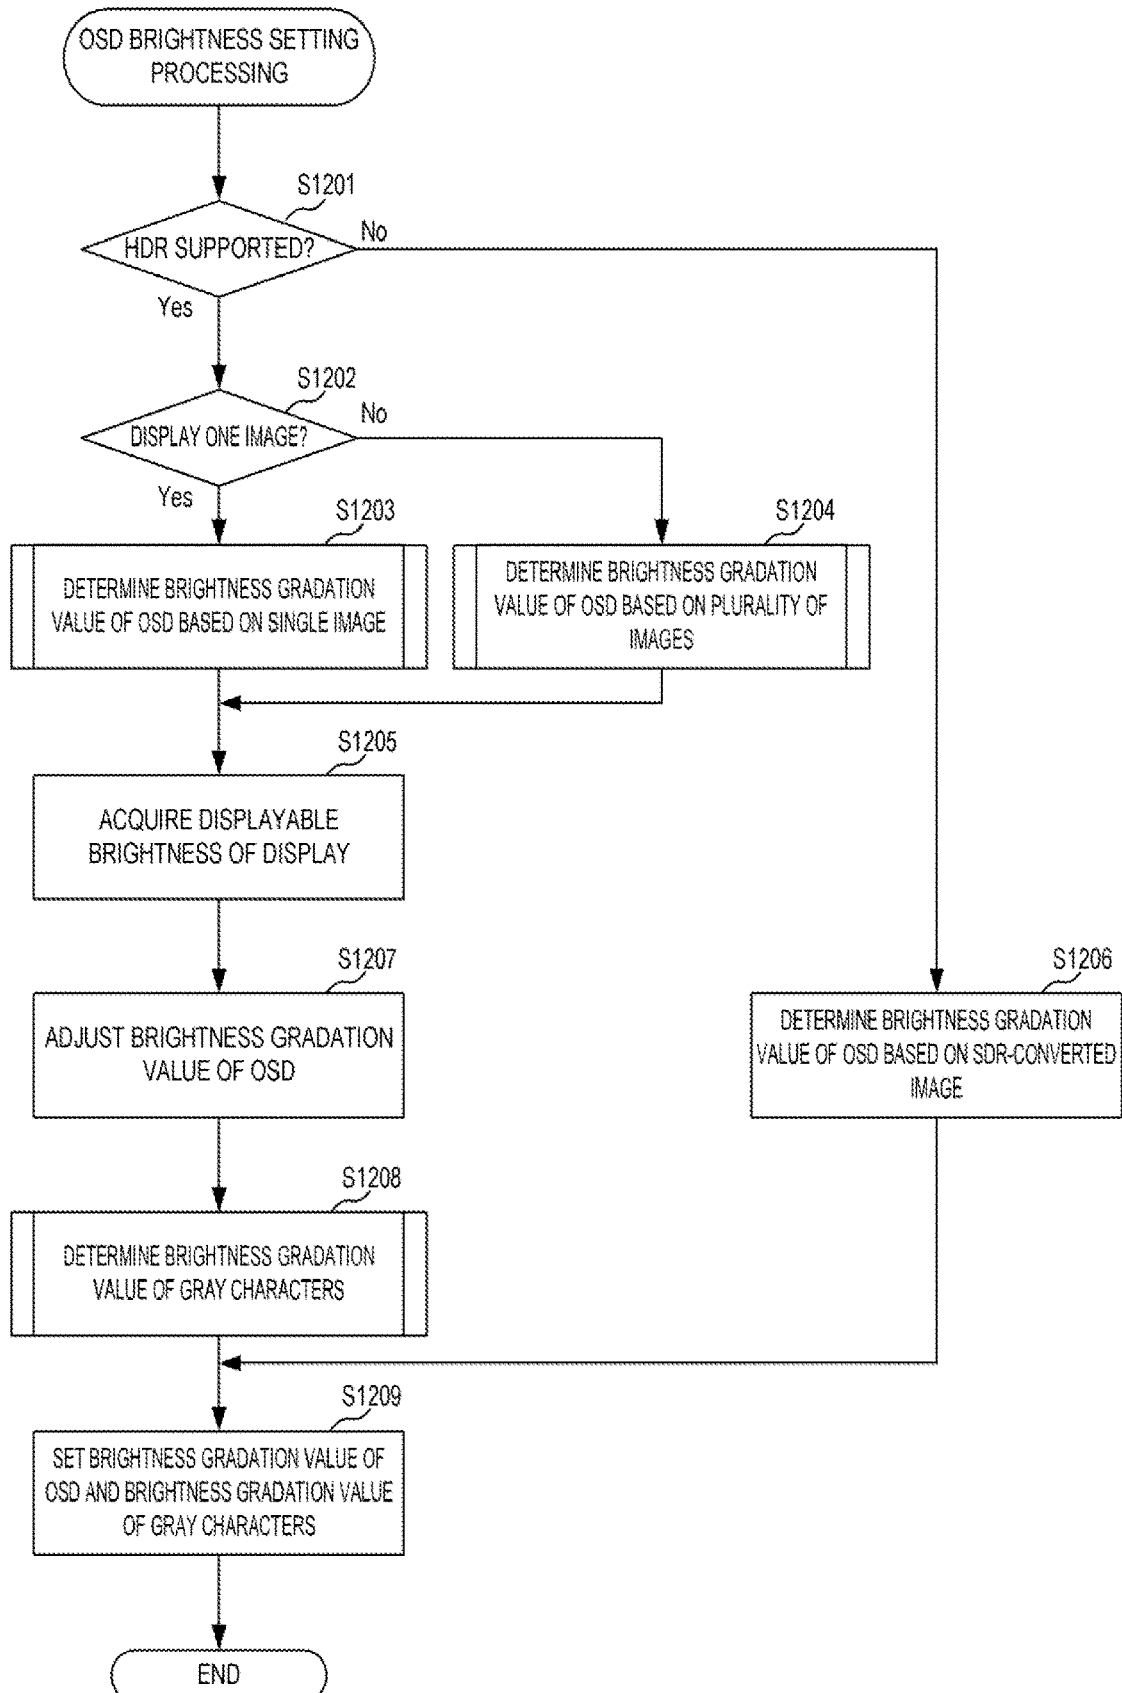 OSD BRIGHTNESS SETTING
PROCESSING
S1201
HDR SUPPORTED?
No
Yes
S1202
DISPLAY ONE IMAGE?
No
Yes
S1203
DETERMINE BRIGHTNESS GRADATION
VALUE OF OSD BASED ON SINGLE IMAGE
S1204
DETERMINE BRIGHTNESS GRADATION
VALUE OF OSD BASED ON PLURALITY OF
IMAGES
S1205
ACQUIRE DISPLAYABLE
BRIGHTNESS OF DISPLAY
S1207
ADJUST BRIGHTNESS GRADATION
VALUE OF OSD
S1206
DETERMINE BRIGHTNESS GRADATION
VALUE OF OSD BASED ON SDR-CONVERTED
IMAGE
S1208
DETERMINE BRIGHTNESS GRADATION
VALUE OF GRAY CHARACTERS
S1209
SET BRIGHTNESS GRADATION VALUE OF
OSD AND BRIGHTNESS GRADATION VALUE
OF GRAY CHARACTERS
END